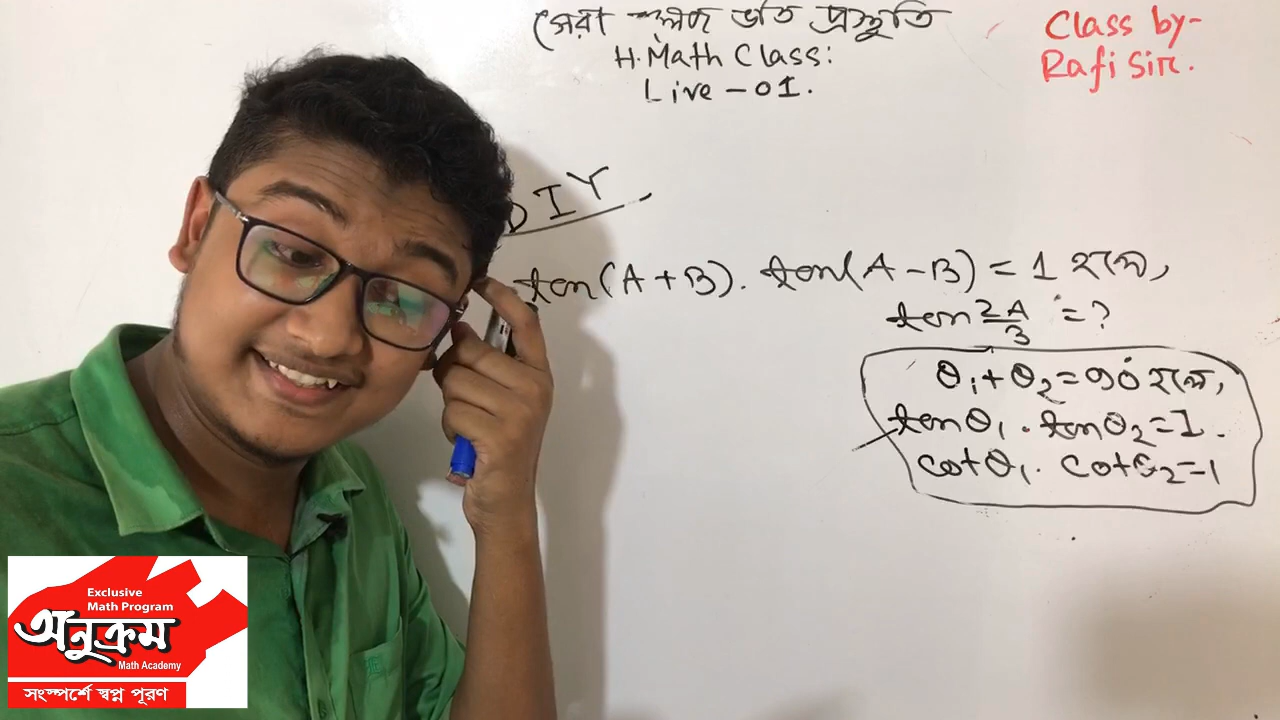 সেরা কলেজ ভর্তি প্রস্তুতি
H.Math Class:
Live-01.
Class by-
Rafi Sir.
DIY
tan(A+B). tan(A-B)=1 হলে,
tan 2A/3 = ?
θ₁+θ₂=90° হলে,
tanθ₁. tanθ₂=1.
cotθ₁. cotθ₂=1
Exclusive
Math Program
অনুক্রম
Math Academy
সংস্পর্শে স্বপ্ন পূরণ